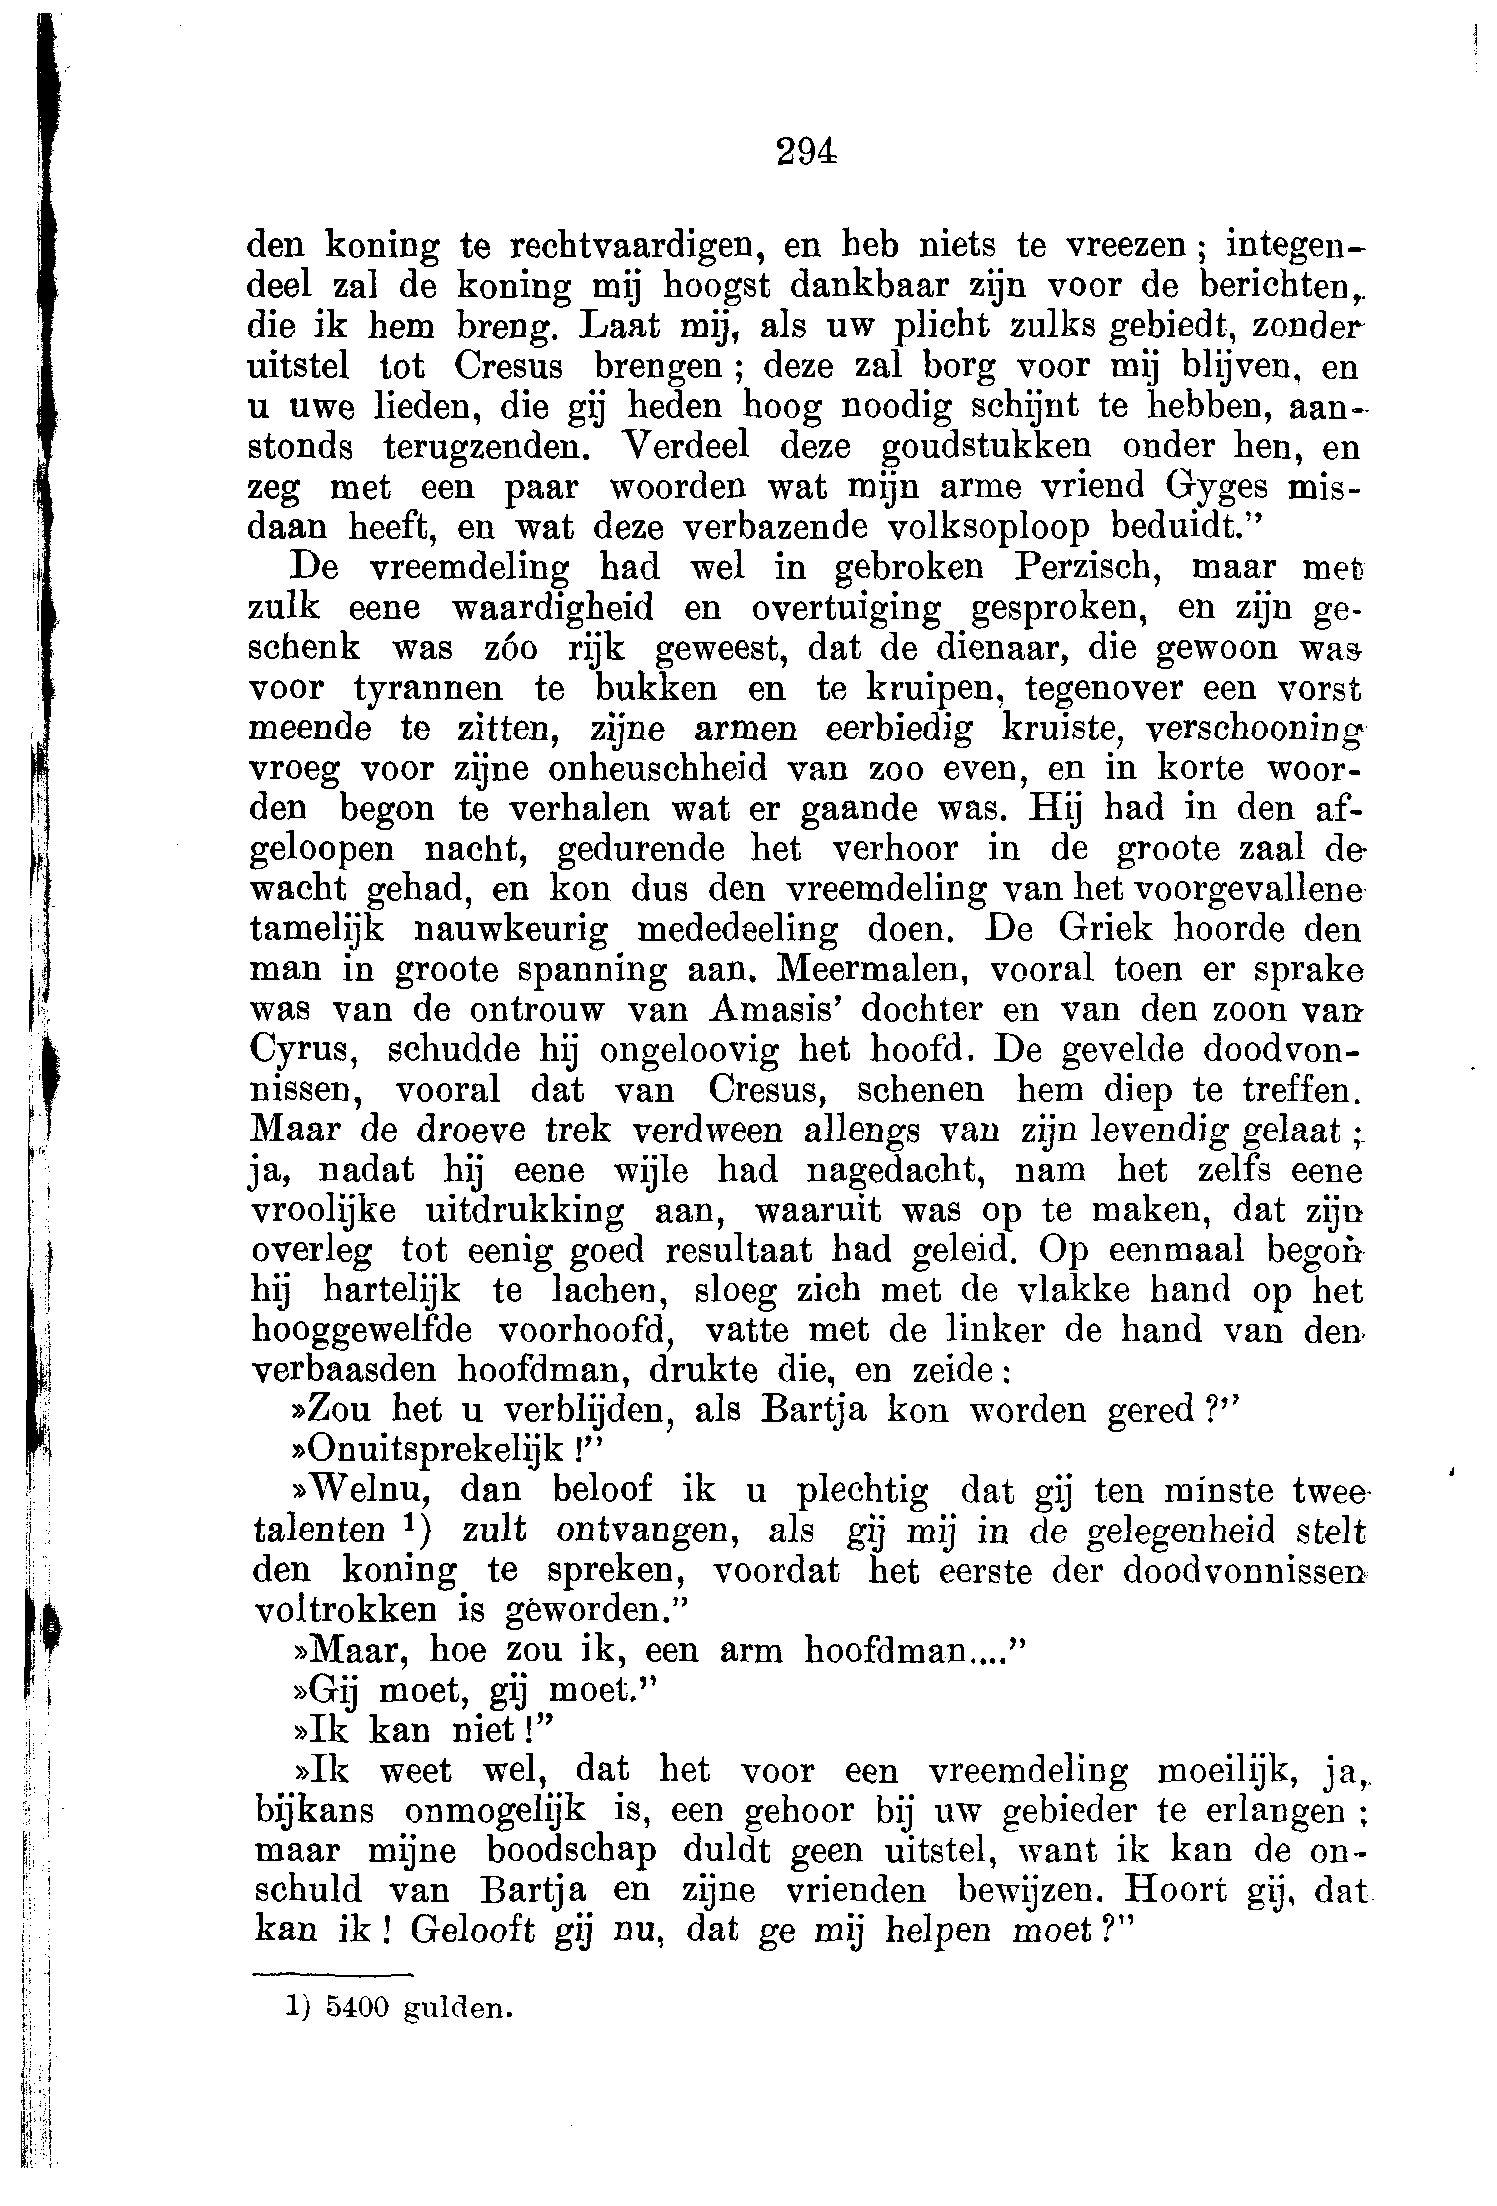 294
den koning te rechtvaardigen, en heb niets te vreezen; integen-
deel zal de koning mij hoogst dankbaar zijn voor de berichten,
die ik hem breng. Laat mij, als uw plicht zulks gebiedt, zonder
uitstel tot Cresus brengen; deze zal borg voor mij blijven, en
u uwe lieden, die gij heden hoog noodig schijnt te hebben, aan-
stonds terugzenden. Verdeel deze goudstukken onder hen, en
zeg met een paar woorden wat mijn arme vriend Gyges mis-
daan heeft, en wat deze verbazende volksoploop beduidt."
De vreemdeling had wel in gebroken Perzisch, maar met
zulk eene waardigheid en overtuiging gesproken, en zijn ge-
schenk was zóo rijk geweest, dat de dienaar, die gewoon was
voor tyrannen te bukken en te kruipen, tegenover een vorst
meende te zitten, zijne armen eerbiedig kruiste, verschooning
vroeg voor zijne onheuschheid van zoo even, en in korte woor-
den begon te verhalen wat er gaande was. Hij had in den af-
geloopen nacht, gedurende het verhoor in de groote zaal de
wacht gehad, en kon dus den vreemdeling van het voorgevallene
tamelijk nauwkeurig mededeeling doen. De Griek hoorde den
man in groote spanning aan. Meermalen, vooral toen er sprake
was van de ontrouw van Amasis' dochter en van den zoon van
Cyrus, schudde hij ongeloovig het hoofd. De gevelde doodvon-
nissen, vooral dat van Cresus, schenen hem diep te treffen.
Maar de droeve trek verdween allengs van zijn levendig gelaat;
ja, nadat hij eene wijle had nagedacht, nam het zelfs eene
vroolijke uitdrukking aan, waaruit was op te maken, dat zijn
overleg tot eenig goed resultaat had geleid. Op eenmaal begon
hij hartelijk te lachen, sloeg zich met de vlakke hand op het
hooggewelfde voorhoofd, vatte met de linker de hand van den
verbaasden hoofdman, drukte die, en zeide:
»Zou het u verblijden, als Bartja kon worden gered?"
»Onuitsprekelijk!"
»Welnu, dan beloof ik u plechtig dat gij ten minste twee
talenten ¹) zult ontvangen, als gij mij in de gelegenheid stelt
den koning te spreken, voordat het eerste der doodvonnissen
voltrokken is geworden."
»Maar, hoe zou ik, een arm hoofdman...."
»Gij moet, gij moet."
»Ik kan niet!"
»Ik weet wel, dat het voor een vreemdeling moeilijk, ja,
bijkans onmogelijk is, een gehoor bij uw gebieder te erlangen;
maar mijne boodschap duldt geen uitstel, want ik kan de on-
schuld van Bartja en zijne vrienden bewijzen. Hoort gij, dat
kan ik! Gelooft gij nu, dat ge mij helpen moet?"
1) 5400 gulden.